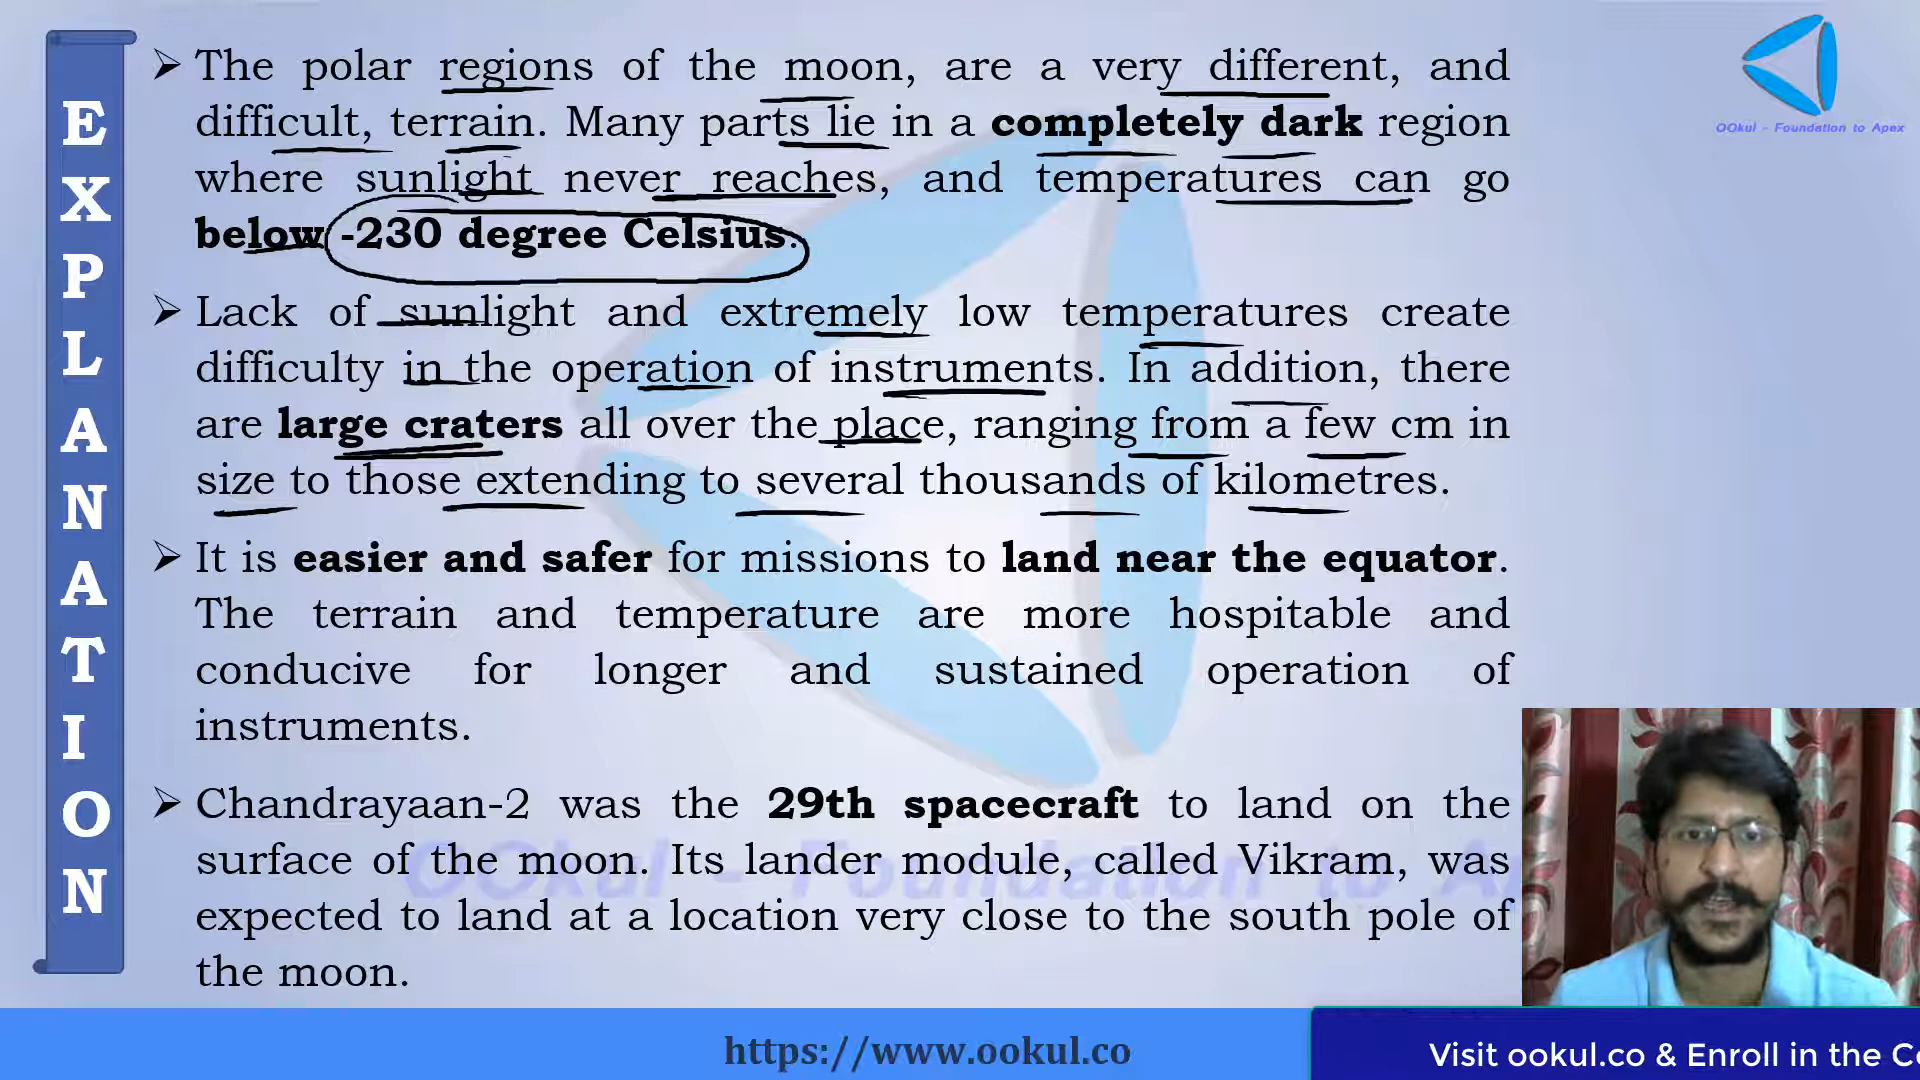 The polar regions of the moon, are a very different, and
difficult, terrain. Many parts lie in a completely dark region
where sunlight never reaches, and temperatures can go
below -230 degree Celsius.
Lack of sunlight and extremely low temperatures create
difficulty in the operation of instruments. In addition, there
are large craters all over the place, ranging from a few cm in
size to those extending to several thousands of kilometres.
It is easier and safer for missions to land near the equator.
The terrain and temperature are more hospitable and
conducive for longer and sustained operation of
instruments.
Chandrayaan-2 was the 29th spacecraft to land on the
surface of the moon. Its lander module, called Vikram, was
expected to land at a location very close to the south pole of
the moon.
EXPLANATION
OOkul - Foundation to Apex
OOkul - Foundation to A
https://www.ookul.co
Visit ookul.co & Enroll in the C